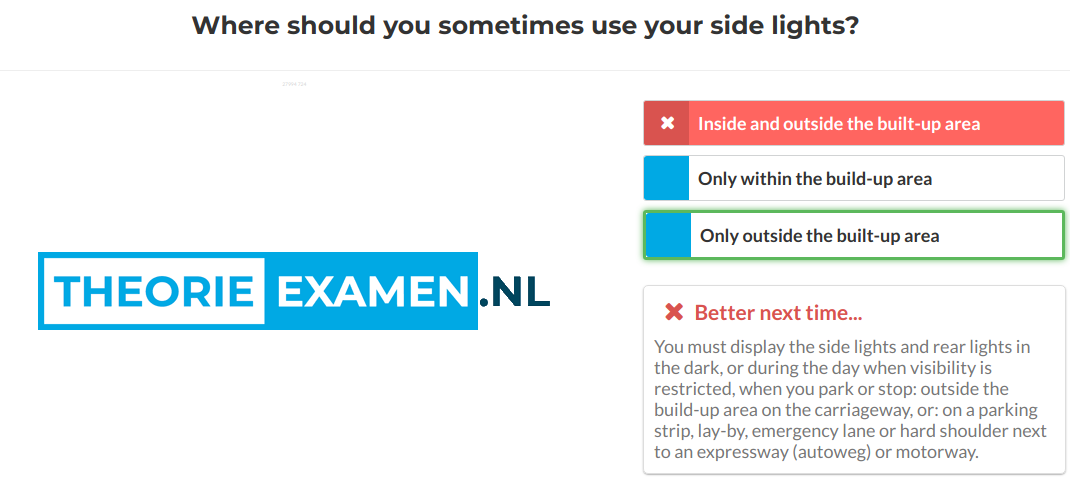 Where should you sometimes use your side lights?
Inside and outside the built-up area
Only within the build-up area
Only outside the built-up area
THEORIE EXAMEN.NL
Better next time...
You must display the side lights and rear lights in
the dark, or during the day when visibility is
restricted, when you park or stop: outside the
build-up area on the carriageway, or: on a parking
strip, lay-by, emergency lane or hard shoulder next
to an expressway (autoweg) or motorway.